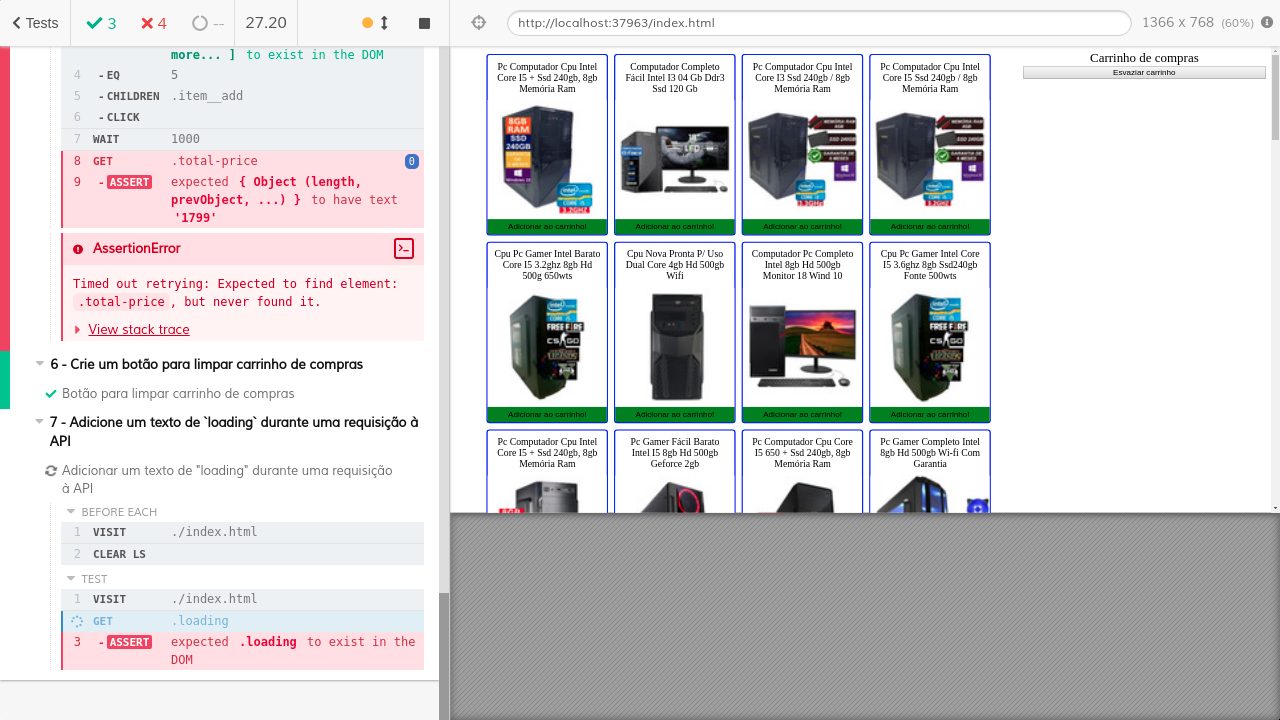 Tests
3
4
--
27.20
http://localhost:37963/index.html
1366 x 768 (60%)
more... ] to exist in the DOM
4 - EQ 5
5 - CHILDREN .item__add
6 - CLICK
7 WAIT 1000
8 GET .total-price 0
9 - ASSERT expected { Object (length,
prevObject, ...) } to have text
'1799'
AssertionError
Timed out retrying: Expected to find element:
.total-price, but never found it.
View stack trace
6 - Crie um botão para limpar carrinho de compras
Botão para limpar carrinho de compras
7 - Adicione um texto de `loading` durante uma requisição à
API
Adicionar um texto de "loading" durante uma requisição
à API
BEFORE EACH
1 VISIT ./index.html
2 CLEAR LS
TEST
1 VISIT ./index.html
GET .loading
3 - ASSERT expected .loading to exist in the
DOM
Pc Computador Cpu Intel
Core I5 + Ssd 240gb, 8gb
Memória Ram
Adicionar ao carrinho!
Computador Completo
Fácil Intel I3 04 Gb Ddr3
Ssd 120 Gb
Adicionar ao carrinho!
Pc Computador Cpu Intel
Core I3 Ssd 240gb / 8gb
Memória Ram
Adicionar ao carrinho!
Pc Computador Cpu Intel
Core I5 Ssd 240gb / 8gb
Memória Ram
Adicionar ao carrinho!
Cpu Pc Gamer Intel Barato
Core I5 3.2ghz 8gb Hd
500g 650wts
Adicionar ao carrinho!
Cpu Nova Pronta P/ Uso
Dual Core 4gb Hd 500gb
Wifi
Adicionar ao carrinho!
Computador Pc Completo
Intel 8gb Hd 500gb
Monitor 18 Wind 10
Adicionar ao carrinho!
Cpu Pc Gamer Intel Core
I5 3.6ghz 8gb Ssd240gb
Fonte 500wts
Adicionar ao carrinho!
Pc Computador Cpu Intel
Core I5 + Ssd 240gb, 8gb
Memória Ram
Pc Gamer Fácil Barato
Intel I5 8gb Hd 500gb
Geforce 2gb
Pc Computador Cpu Core
I5 650 + Ssd 240gb, 8gb
Memória Ram
Pc Gamer Completo Intel
8gb Hd 500gb Wi-fi Com
Garantia
Carrinho de compras
Esvaziar carrinho
8GB
RAM
SSD
240GB
FREE FIRE
CS:GO
FREE FIRE
CS:GO